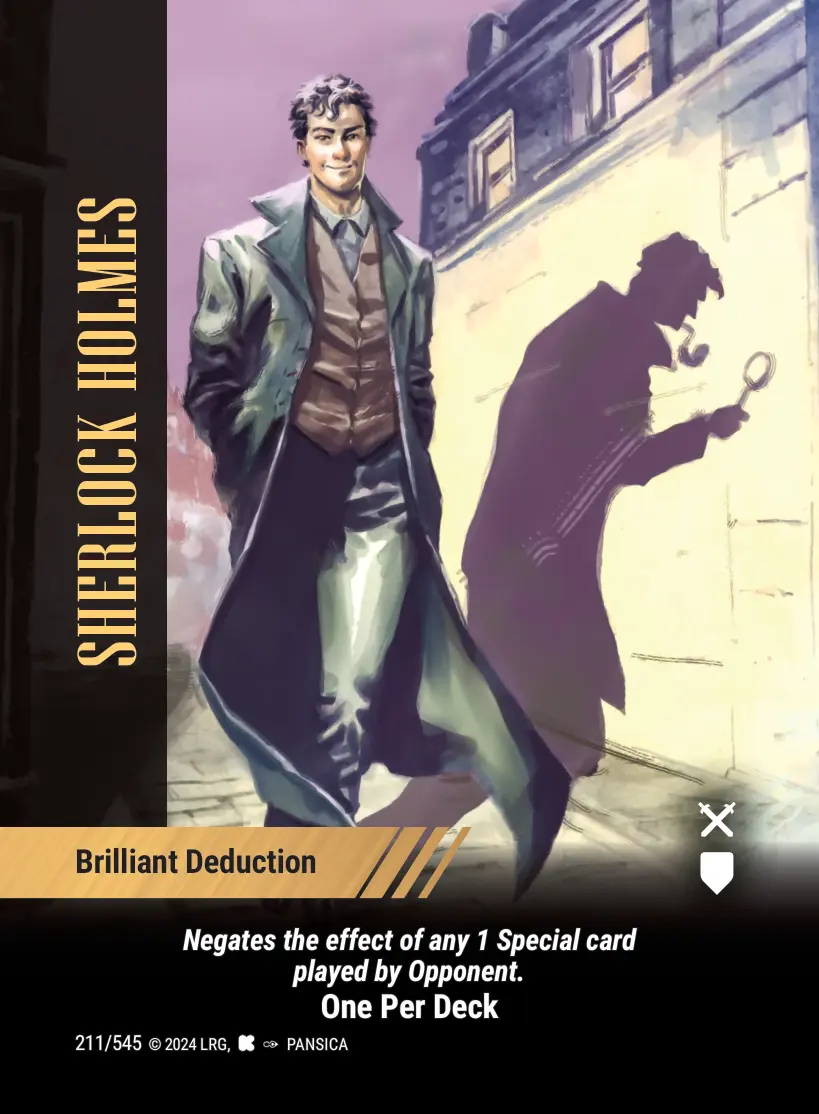 SHERLOCK HOLMES
Brilliant Deduction
Negates the effect of any 1 Special card
played by Opponent.
One Per Deck
211/545 © 2024 LRG, PANSICA